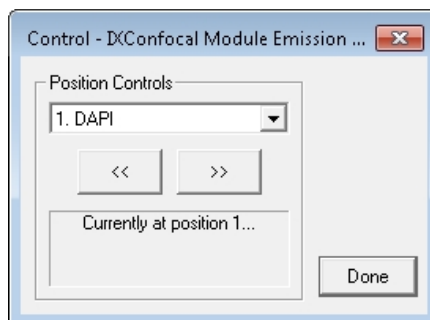 Control - IXConfocal Module Emission ...
Position Controls
1. DAPI
<< >>
Currently at position 1...
Done